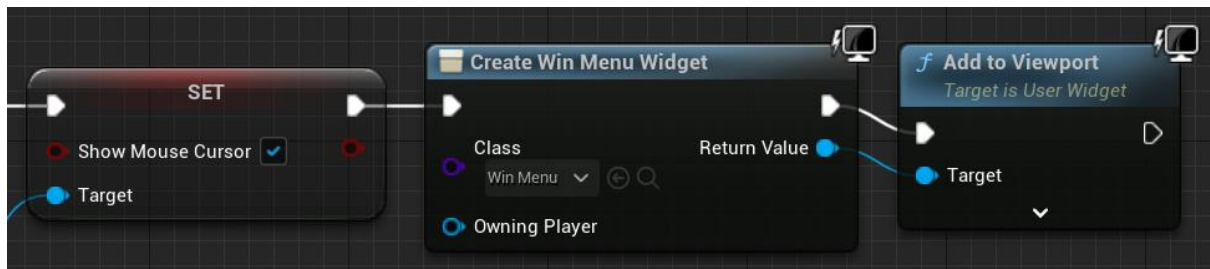 SET
Show Mouse Cursor
Target
Create Win Menu Widget
Class
Return Value
Win Menu
Owning Player
f Add to Viewport
Target is User Widget
Target